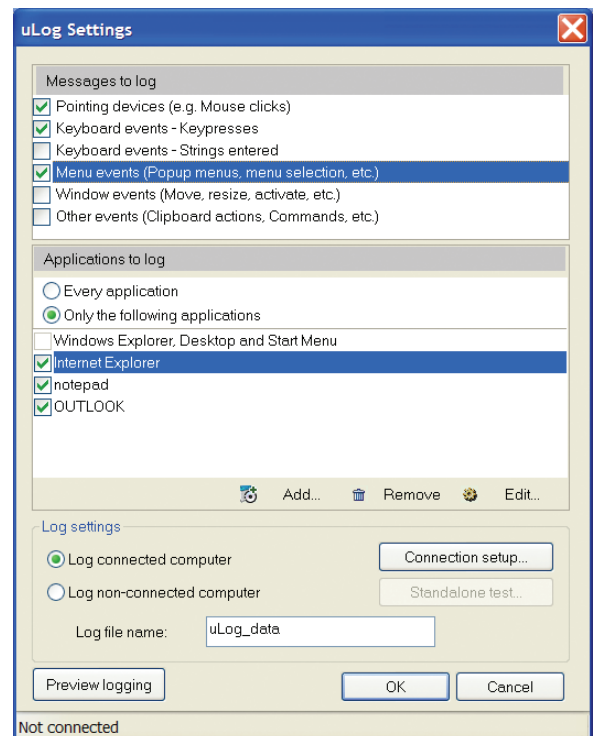 uLog Settings
Messages to log
Pointing devices (e.g. Mouse clicks)
Keyboard events - Keypresses
Keyboard events - Strings entered
Menu events (Popup menus, menu selection, etc.)
Window events (Move, resize, activate, etc.)
Other events (Clipboard actions, Commands, etc.)
Applications to log
Every application
Only the following applications
Windows Explorer, Desktop and Start Menu
Internet Explorer
notepad
OUTLOOK
Add... Remove Edit...
Log settings
Log connected computer Connection setup...
Log non-connected computer Standalone test...
Log file name: uLog_data
Preview logging OK Cancel
Not connected